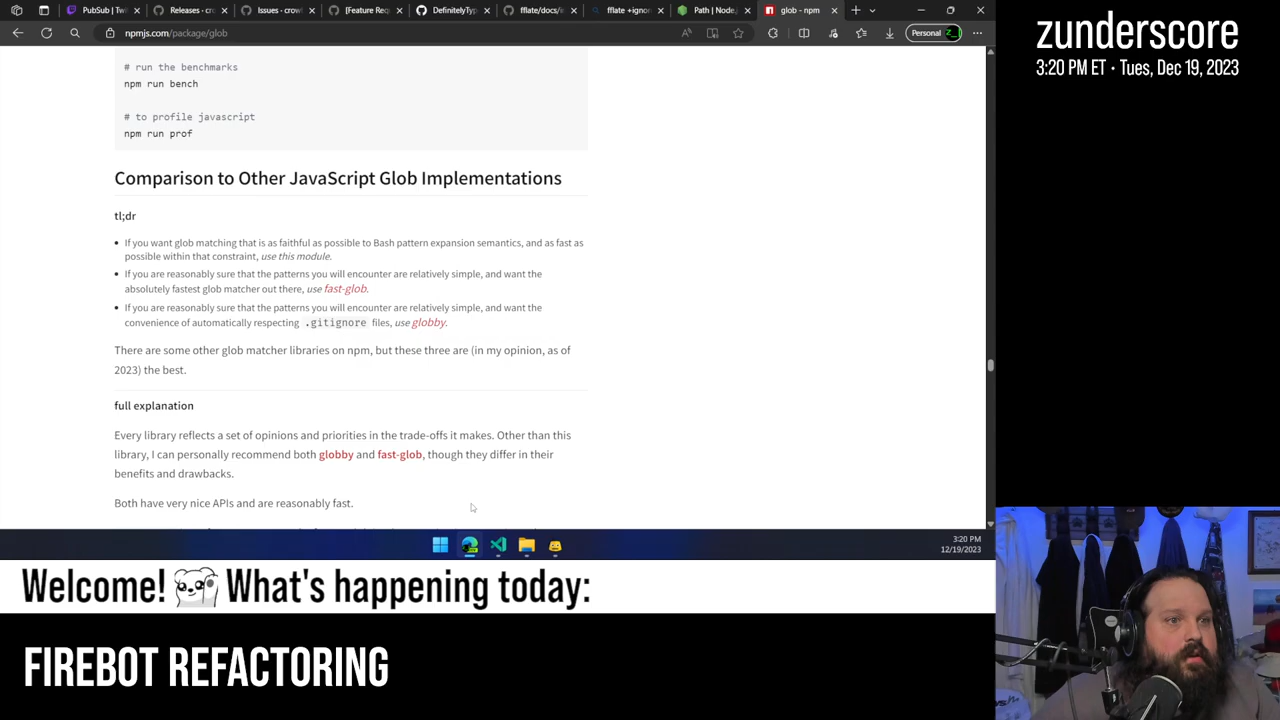 PubSub | Twi
Releases · cro
Issues · crowl
[Feature Req
DefinitelyTyp
fflate/docs/in
fflate +ignor
Path | Node.
glob - npm
npmjs.com/package/glob
Personal
# run the benchmarks
npm run bench
# to profile javascript
npm run prof
Comparison to Other JavaScript Glob Implementations
tl;dr
If you want glob matching that is as faithful as possible to Bash pattern expansion semantics, and as fast as
possible within that constraint, use this module.
If you are reasonably sure that the patterns you will encounter are relatively simple, and want the
absolutely fastest glob matcher out there, use fast-glob.
If you are reasonably sure that the patterns you will encounter are relatively simple, and want the
convenience of automatically respecting .gitignore files, use globby.
There are some other glob matcher libraries on npm, but these three are (in my opinion, as of
2023) the best.
full explanation
Every library reflects a set of opinions and priorities in the trade-offs it makes. Other than this
library, I can personally recommend both globby and fast-glob, though they differ in their
benefits and drawbacks.
Both have very nice APIs and are reasonably fast.
3:20 PM
12/19/2023
zunderscore
3:20 PM ET • Tues, Dec 19, 2023
Welcome! What's happening today:
FIREBOT REFACTORING